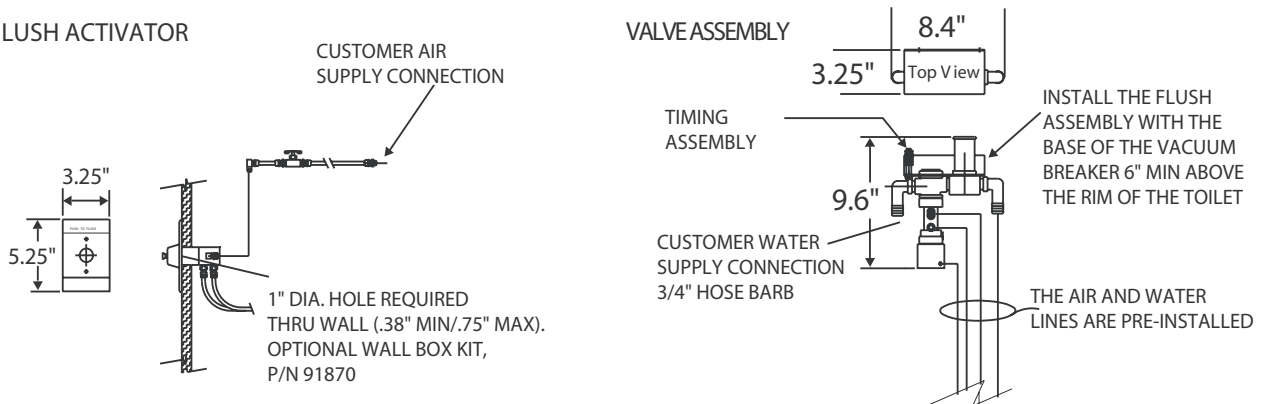 LUSH ACTIVATOR
CUSTOMER AIR
SUPPLY CONNECTION
3.25"
5.25"
PUSH TO FLUSH
1" DIA. HOLE REQUIRED
THRU WALL (.38" MIN/.75" MAX).
OPTIONAL WALL BOX KIT,
P/N 91870
VALVE ASSEMBLY
8.4"
3.25"
Top View
TIMING
ASSEMBLY
INSTALL THE FLUSH
ASSEMBLY WITH THE
BASE OF THE VACUUM
BREAKER 6" MIN ABOVE
THE RIM OF THE TOILET
9.6"
CUSTOMER WATER
SUPPLY CONNECTION
3/4" HOSE BARB
THE AIR AND WATER
LINES ARE PRE-INSTALLED